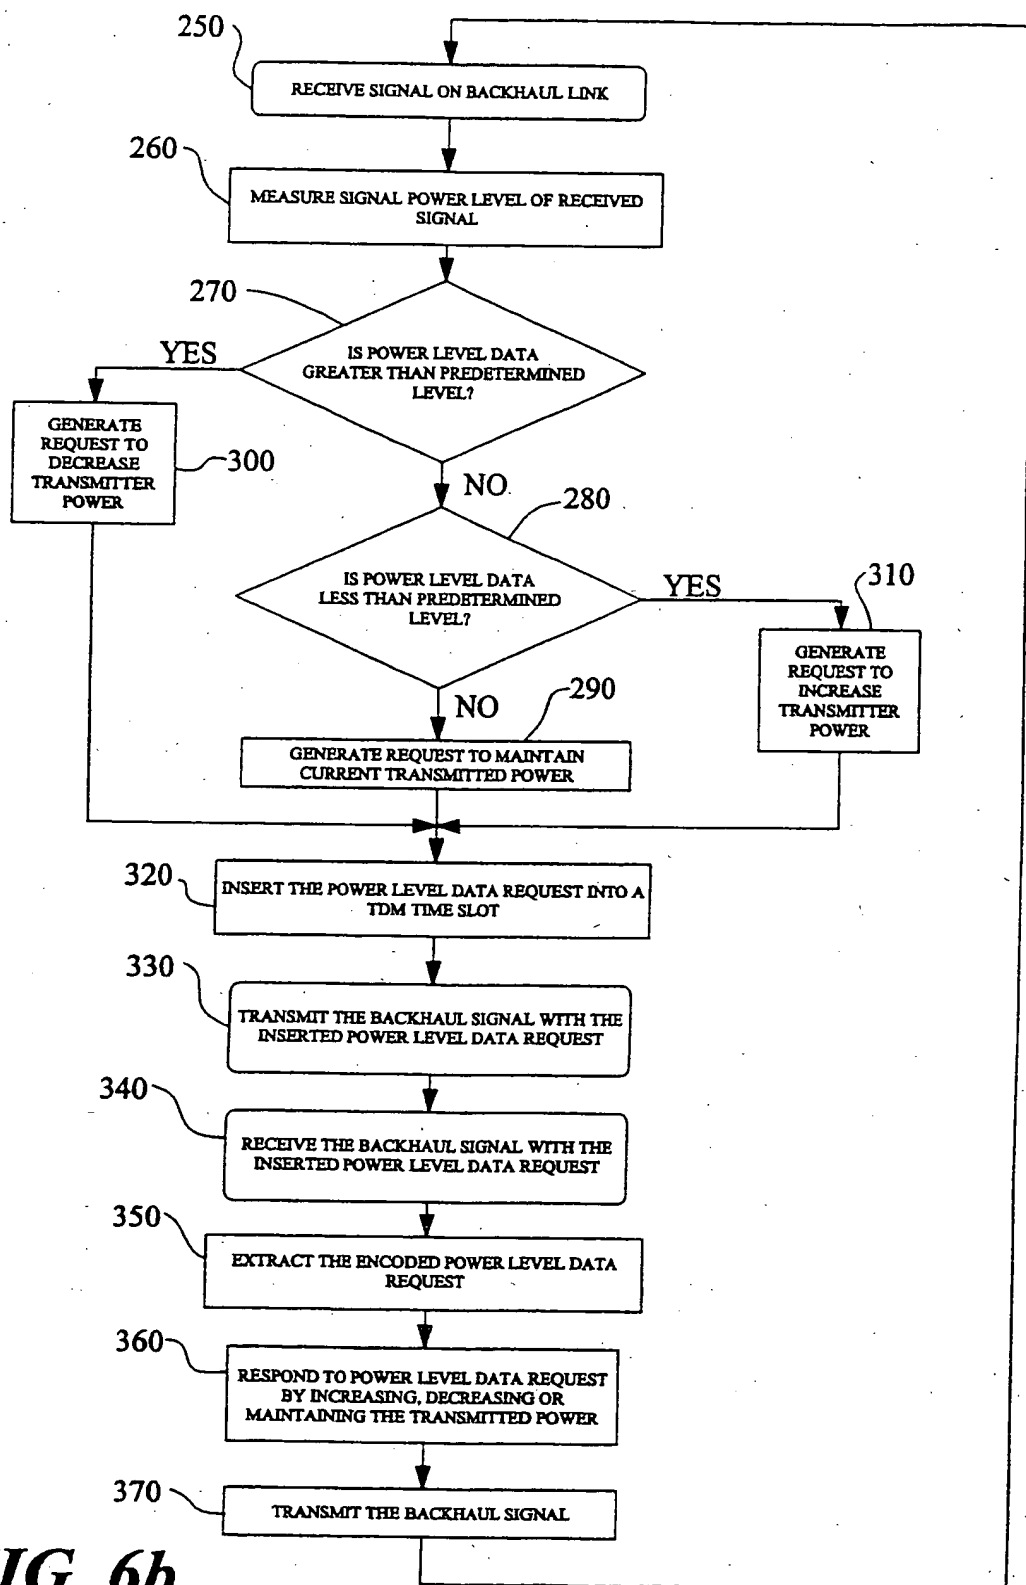 250
RECEIVE SIGNAL ON BACKHAUL LINK
260
MEASURE SIGNAL POWER LEVEL OF RECEIVED
SIGNAL
270
IS POWER LEVEL DATA
GREATER THAN PREDETERMINED
LEVEL?
YES
GENERATE
REQUEST TO
DECREASE
TRANSMITTER
POWER
300
NO
280
IS POWER LEVEL DATA
LESS THAN PREDETERMINED
LEVEL?
YES
310
GENERATE
REQUEST TO
INCREASE
TRANSMITTER
POWER
NO
290
GENERATE REQUEST TO MAINTAIN
CURRENT TRANSMITTED POWER
320
INSERT THE POWER LEVEL DATA REQUEST INTO A
TDM TIME SLOT
330
TRANSMIT THE BACKHAUL SIGNAL WITH THE
INSERTED POWER LEVEL DATA REQUEST
340
RECEIVE THE BACKHAUL SIGNAL WITH THE
INSERTED POWER LEVEL DATA REQUEST
350
EXTRACT THE ENCODED POWER LEVEL DATA
REQUEST
360
RESPOND TO POWER LEVEL DATA REQUEST
BY INCREASING, DECREASING OR
MAINTAINING THE TRANSMITTED POWER
370
TRANSMIT THE BACKHAUL SIGNAL
IG 6b